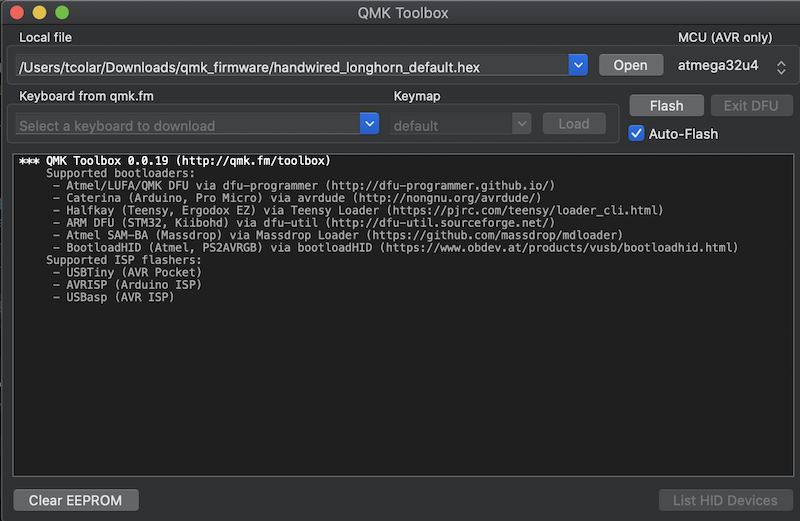 QMK Toolbox
Local file
MCU (AVR only)
/Users/tcolar/Downloads/qmk_firmware/handwired_longhorn_default.hex
Open
atmega32u4
Keyboard from qmk.fm
Keymap
Flash
Exit DFU
Select a keyboard to download
default
Load
Auto-Flash
*** QMK Toolbox 0.0.19 (http://qmk.fm/toolbox)
Supported bootloaders:
- Atmel/LUFA/QMK DFU via dfu-programmer (http://dfu-programmer.github.io/)
- Caterina (Arduino, Pro Micro) via avrdude (http://nongnu.org/avrdude/)
- Halfkay (Teensy, Ergodox EZ) via Teensy Loader (https://pjrc.com/teensy/loader_cli.html)
- ARM DFU (STM32, Kiibohd) via dfu-util (http://dfu-util.sourceforge.net/)
- Atmel SAM-BA (Massdrop) via Massdrop Loader (https://github.com/massdrop/mdloader)
- BootloadHID (Atmel, PS2AVRGB) via bootloadHID (https://www.obdev.at/products/vusb/bootloadhid.html)
Supported ISP flashers:
- USBTiny (AVR Pocket)
- AVRISP (Arduino ISP)
- USBasp (AVR ISP)
Clear EEPROM
List HID Devices